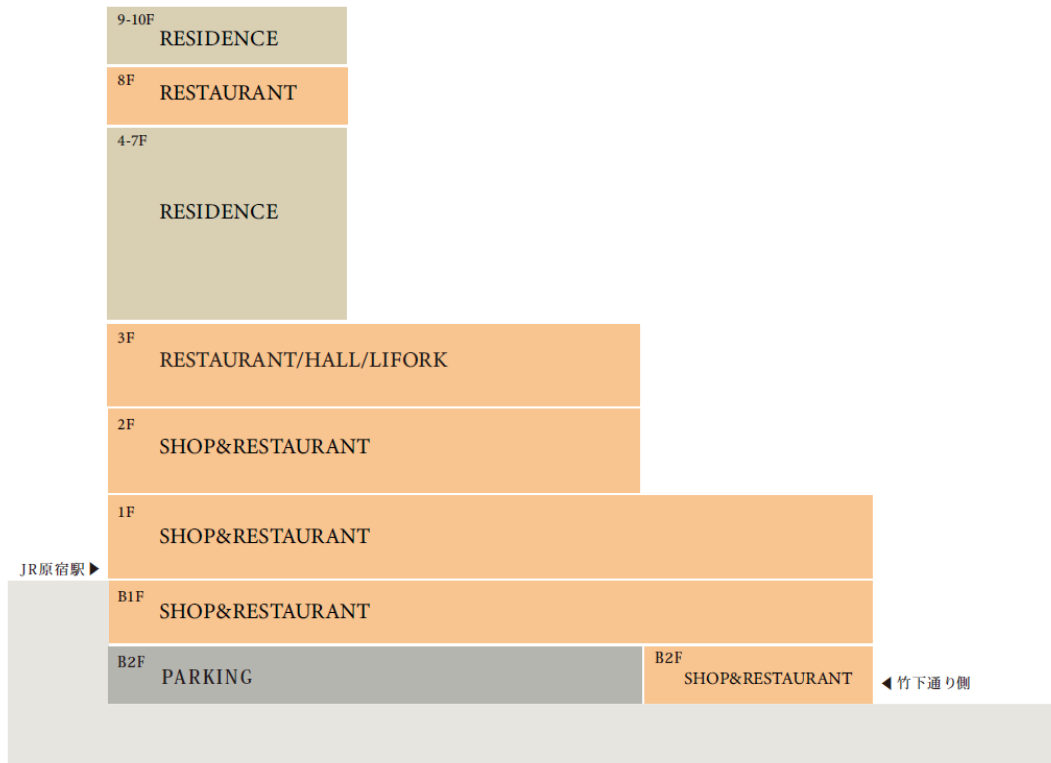 9-10F
RESIDENCE
8F
RESTAURANT
4-7F
RESIDENCE
3F
RESTAURANT/HALL/LIFORK
2F
SHOP&RESTAURANT
1F
SHOP&RESTAURANT
JR原宿駅▶
B1F
SHOP&RESTAURANT
B2F
PARKING
B2F
SHOP&RESTAURANT
◀竹下通り側